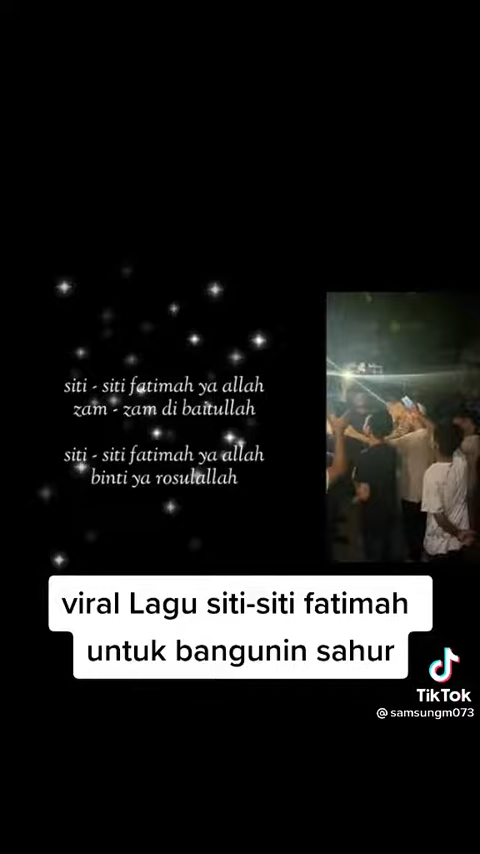 siti - siti fatimah ya allah
zam - zam di baitullah
siti - siti fatimah ya allah
binti ya rosulallah
viral Lagu siti-siti fatimah
untuk bangunin sahur
TikTok
@samsungm073